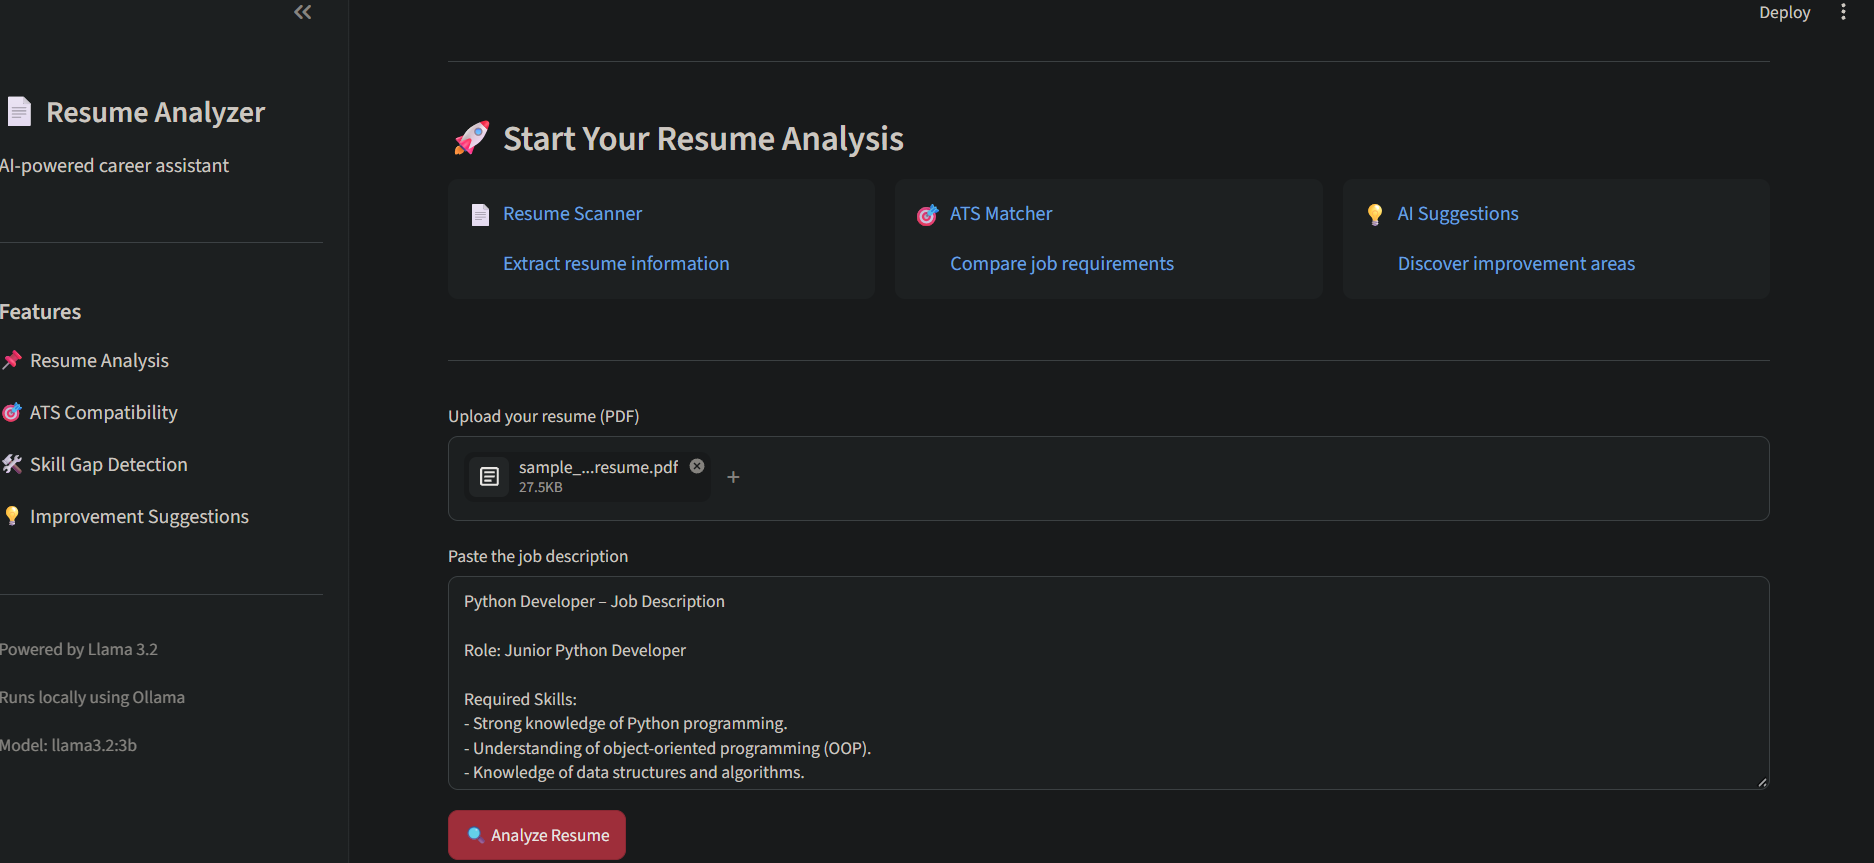 Deploy
Resume Analyzer
AI-powered career assistant
Features
Resume Analysis
ATS Compatibility
Skill Gap Detection
Improvement Suggestions
Powered by Llama 3.2
Runs locally using Ollama
Model: llama3.2:3b
Start Your Resume Analysis
Resume Scanner
Extract resume information
ATS Matcher
Compare job requirements
AI Suggestions
Discover improvement areas
Upload your resume (PDF)
sample_...resume.pdf
27.5KB
Paste the job description
Python Developer – Job Description
Role: Junior Python Developer
Required Skills:
- Strong knowledge of Python programming.
- Understanding of object-oriented programming (OOP).
- Knowledge of data structures and algorithms.
Analyze Resume